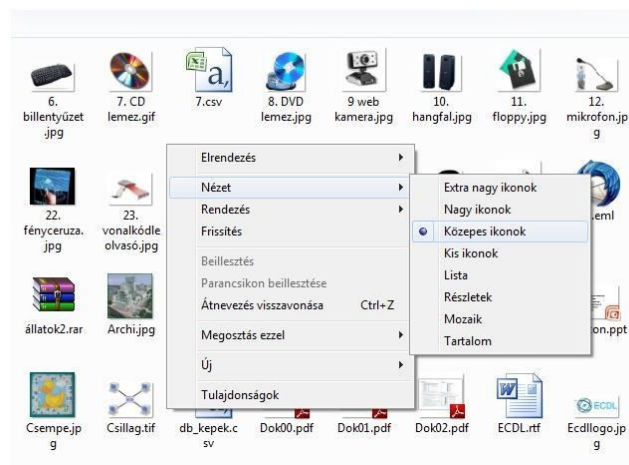 6.
billentyűzet
.jpg
7. CD
lemez.gif
a,
7.csv
8. DVD
lemez.jpg
9 web
kamera.jpg
10.
hangfal.jpg
11.
floppy.jpg
12.
mikrofon.jp
g
22.
fényceruza.
jpg
23.
vonalkódle
olvasó.jpg
.eml
állatok2.rar
Archi.jpg
on.ppt
Elrendezés
Nézet
Rendezés
Frissítés
Beillesztés
Parancsikon beillesztése
Átnevezés visszavonása Ctrl+Z
Megosztás ezzel
Új
Tulajdonságok
Extra nagy ikonok
Nagy ikonok
Közepes ikonok
Kis ikonok
Lista
Részletek
Mozaik
Tartalom
Csempe.jp
g
Csillag.tif
db_kepek.c
sv
Dok00.pdf
Dok01.pdf
Dok02.pdf
W
ECDL.rtf
ECDL
Ecdllogo.jp
g